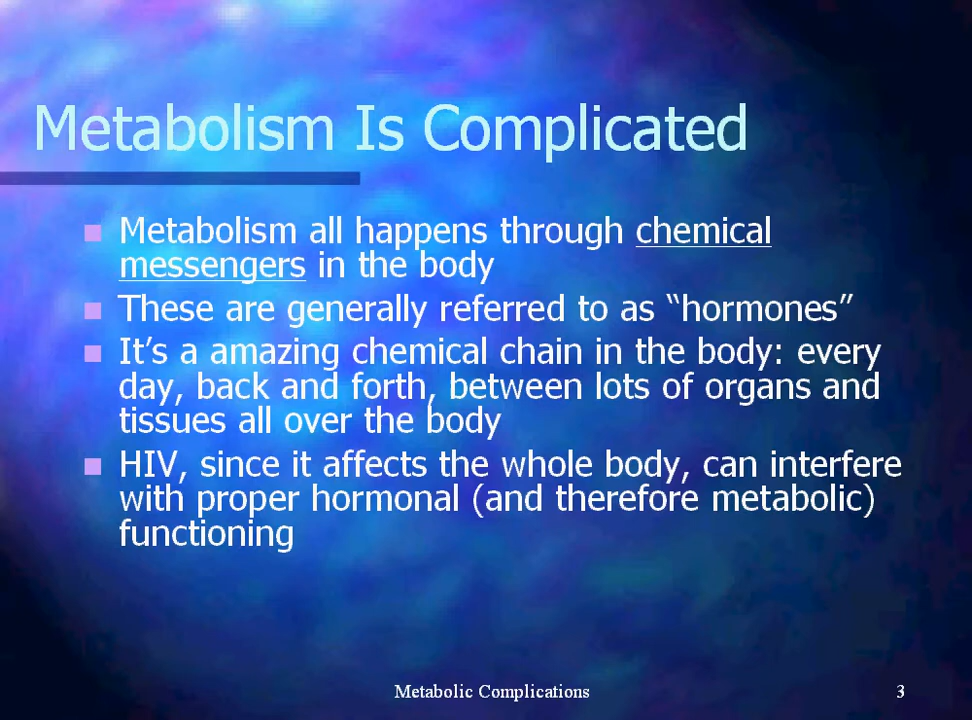 Metabolism Is Complicated
Metabolism all happens through chemical
messengers in the body
These are generally referred to as “hormones”
It’s a amazing chemical chain in the body: every
day, back and forth, between lots of organs and
tissues all over the body
HIV, since it affects the whole body, can interfere
with proper hormonal (and therefore metabolic)
functioning
Metabolic Complications
3